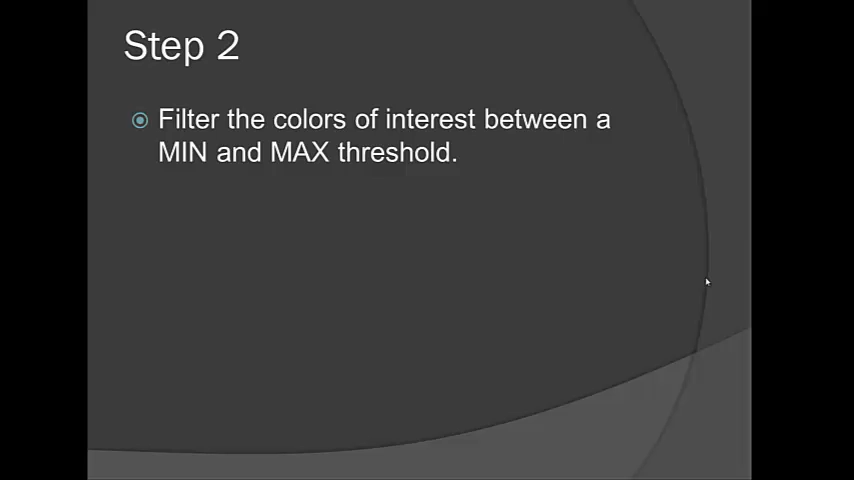 Step 2
Filter the colors of interest between a
MIN and MAX threshold.